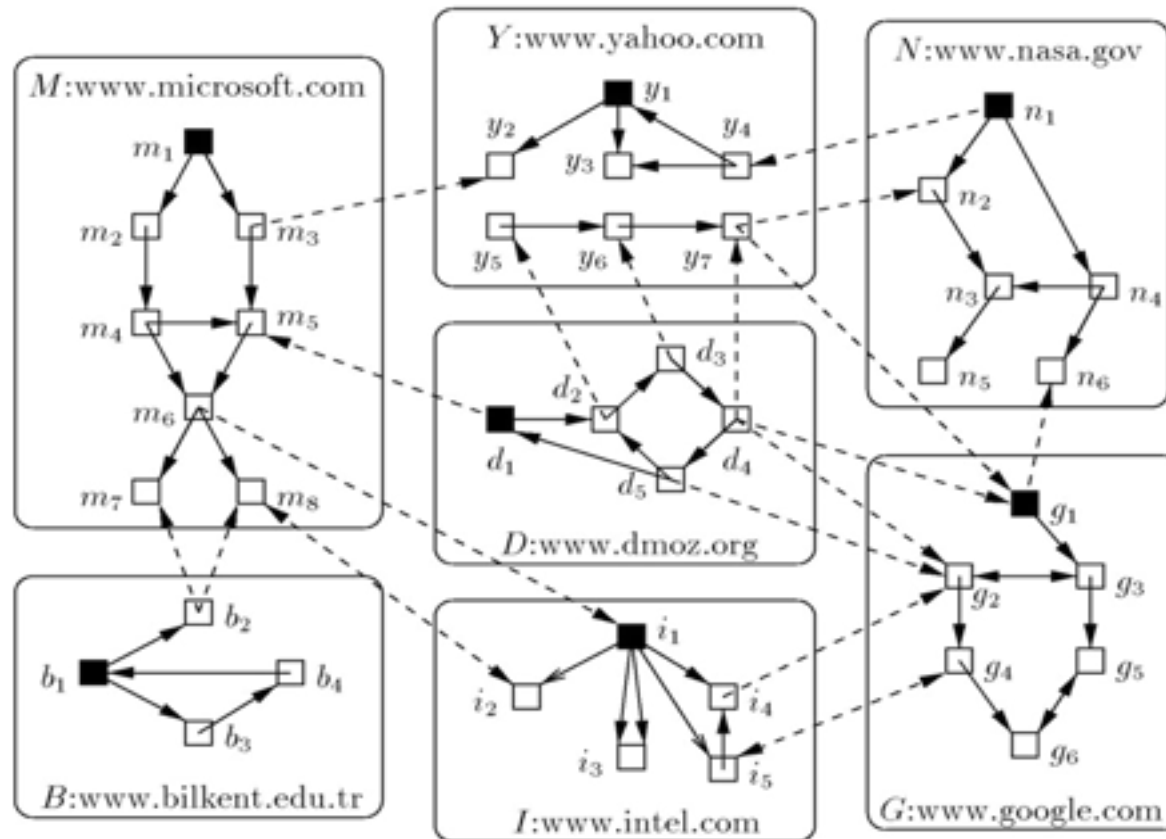 M:www.microsoft.com
m1
m2
m3
m4
m5
m6
m7
m8
Y:www.yahoo.com
y1
y2
y3
y4
y5
y6
y7
N:www.nasa.gov
n1
n2
n3
n4
n5
n6
d1
d2
d3
d4
d5
D:www.dmoz.org
b1
b2
b3
b4
B:www.bilkent.edu.tr
i1
i2
i3
i4
i5
I:www.intel.com
g1
g2
g3
g4
g5
g6
G:www.google.com